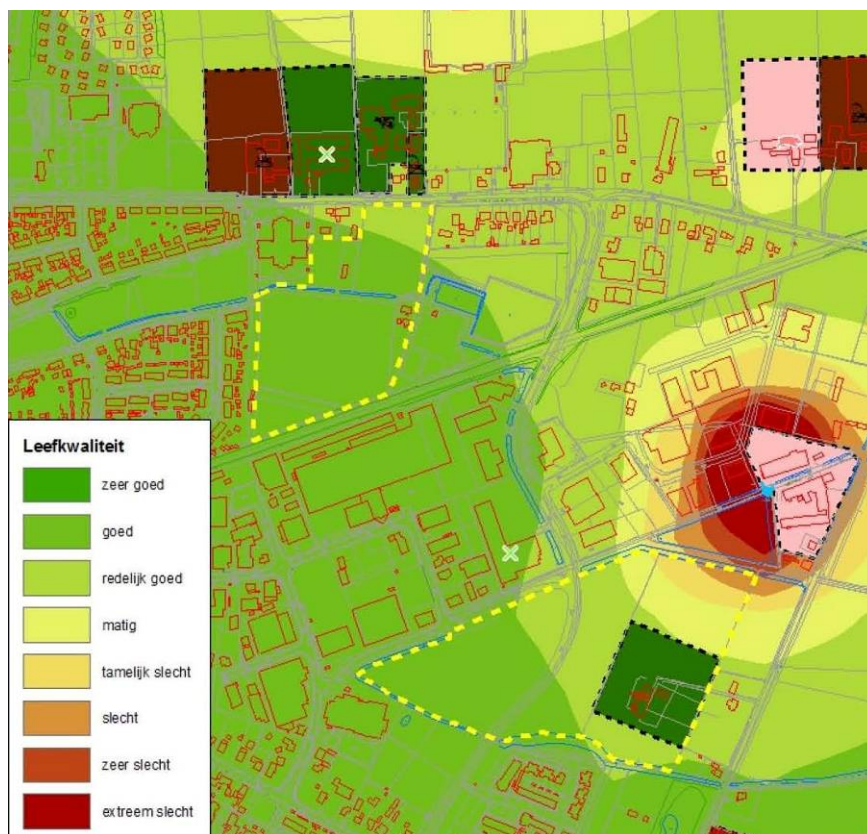 Leefkwaliteit
zeer goed
goed
redelijk goed
matig
tamelijk slecht
slecht
zeer slecht
extreem slecht